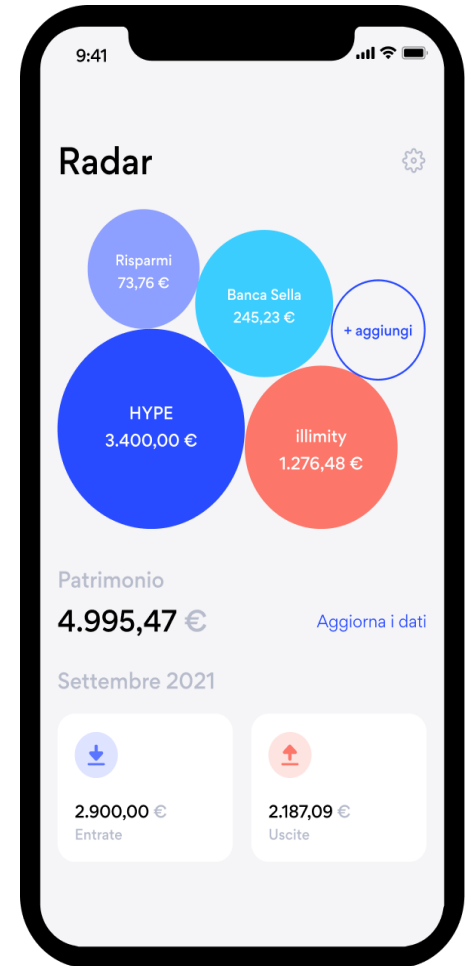 9:41
Radar
Risparmi
73,76 €
Banca Sella
245,23 €
+ aggiungi
HYPE
3.400,00 €
illimity
1.276,48 €
Patrimonio
4.995,47 €
Aggiorna i dati
Settembre 2021
2.900,00 €
Entrate
2.187,09 €
Uscite